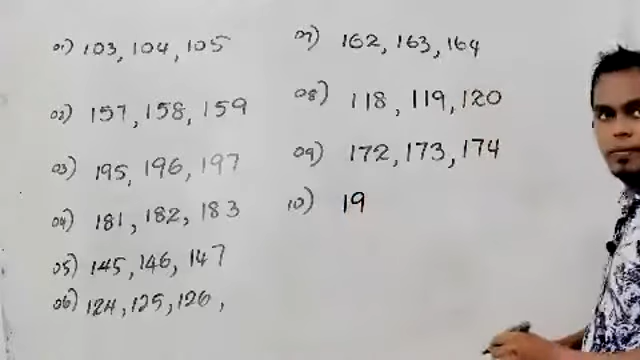 01) 103, 104, 105
02) 157, 158, 159
03) 195, 196, 197
04) 181, 182, 183
05) 145, 146, 147
06) 124, 125, 126,
07) 162, 163, 164
08) 118, 119, 120
09) 172, 173, 174
10) 19